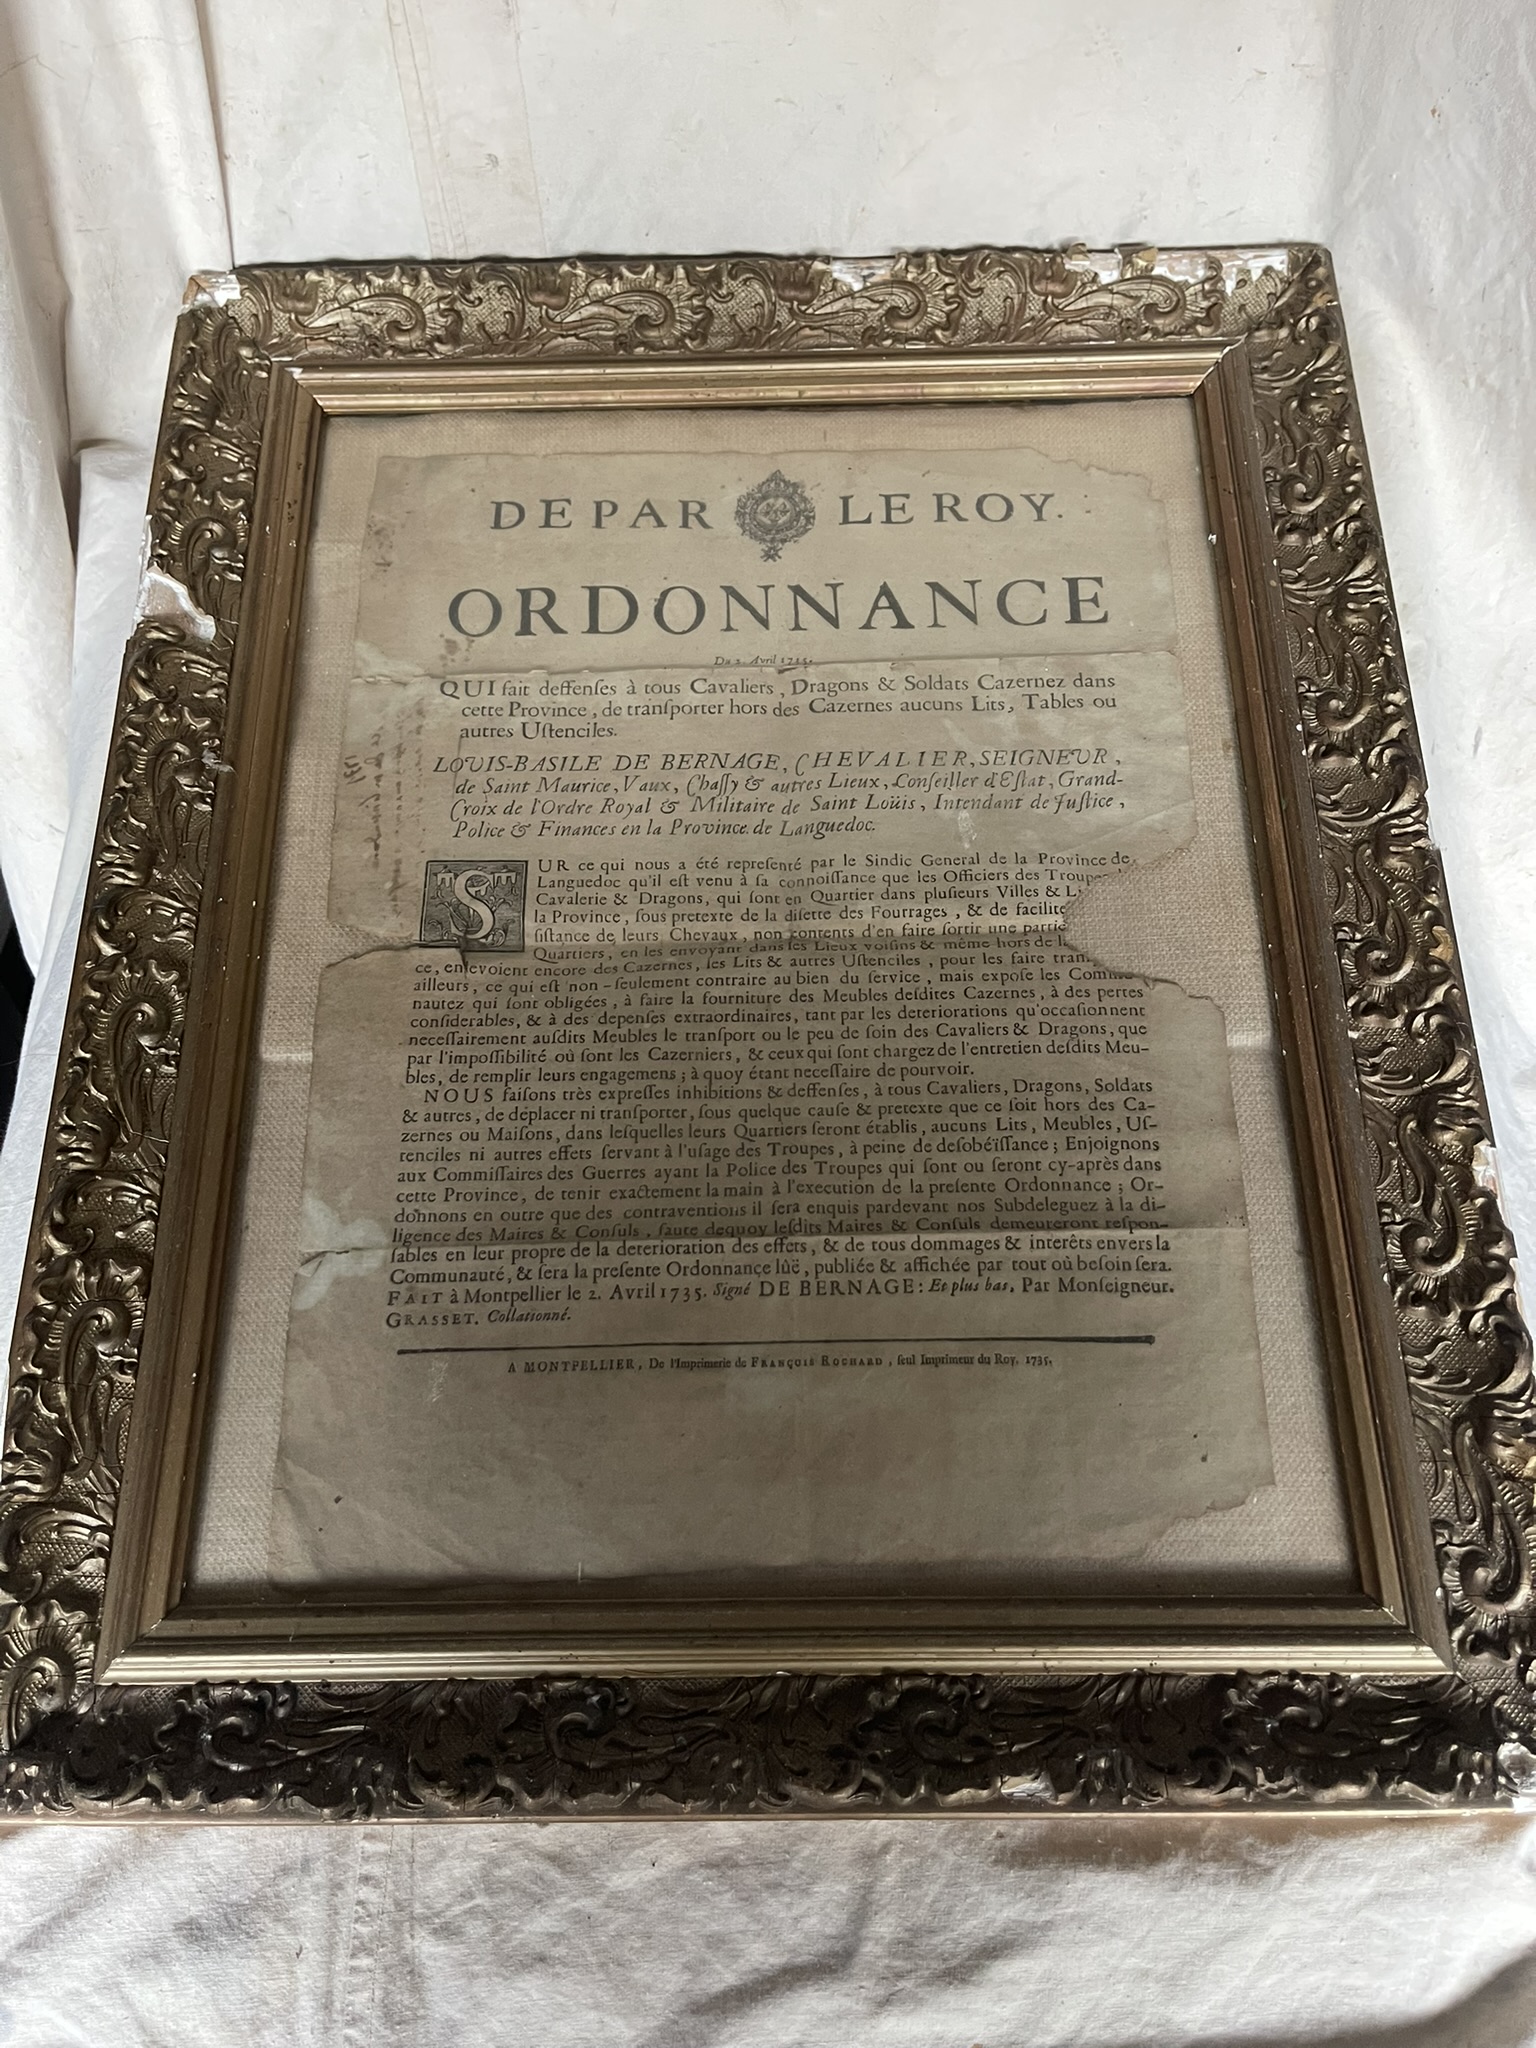 DE PAR LE ROY.
ORDONNANCE
Du 2. Avril 1735.
QUI fait deffenſes à tous Cavaliers, Dragons & Soldats Cazernez dans
cette Province, de tranſporter hors des Cazernes aucuns Lits, Tables ou
autres Uſtenciles.
LOUIS-BASILE DE BERNAGE, CHEVALIER, SEIGNEUR,
de Saint Maurice, Vaux, Chaſſy & autres Lieux, Conſeiller d'Eſtat, Grand-
Croix de l'Ordre Royal & Militaire de Saint Loüis, Intendant de Juſtice,
Police & Finances en la Province de Languedoc.
SUR ce qui nous a été repreſenté par le Sindic General de la Province de
Languedoc qu'il eſt venu à ſa connoiſſance que les Officiers des Troupes
Cavalerie & Dragons, qui ſont en Quartier dans pluſieurs Villes &
la Province, ſous pretexte de la diſette des Fourrages, & de facilite
ſiſtance de leurs Chevaux, non contents d'en faire ſortir une partie
Quartiers, en les envoyant dans les Lieux voiſins & même hors de
ce, enlevoient encore des Cazernes, les Lits & autres Uſtenciles, pour les faire tranſ
ailleurs, ce qui eſt non-ſeulement contraire au bien du ſervice, mais expoſe les Commu-
nautez qui ſont obligées, à faire la fourniture des Meubles deſdites Cazernes, à des pertes
conſiderables, & à des depenſes extraordinaires, tant par les deteriorations qu'occaſionnent
neceſſairement auſdits Meubles le tranſport ou le peu de ſoin des Cavaliers & Dragons, que
par l'impoſſibilité où ſont les Cazerniers, & ceux qui ſont chargez de l'entretien deſdits Meu-
bles, de remplir leurs engagemens; à quoy étant neceſſaire de pourvoir.
NOUS faiſons très expreſſes inhibitions & deffenſes, à tous Cavaliers, Dragons, Soldats
& autres, de déplacer ni tranſporter, ſous quelque cauſe & pretexte que ce ſoit hors des Ca-
zernes ou Maiſons, dans leſquelles leurs Quartiers ſeront établis, aucuns Lits, Meubles, Uſ-
tenciles ni autres effets ſervant à l'uſage des Troupes, à peine de deſobéïſſance; Enjoignons
aux Commiſſaires des Guerres ayant la Police des Troupes qui ſont ou ſeront cy-après dans
cette Province, de tenir exactement la main à l'execution de la preſente Ordonnance; Or-
donnons en outre que des contraventions il ſera enquis pardevant nos Subdeleguez à la di-
ligence des Maires & Conſuls, faute dequoy leſdits Maires & Conſuls demeureront reſpon-
ſables en leur propre de la deterioration des effets, & de tous dommages & interêts envers la
Communauté, & ſera la preſente Ordonnance lûë, publiée & affichée par tout où beſoin ſera.
FAIT à Montpellier le 2. Avril 1735. Signé DE BERNAGE: Et plus bas, Par Monſeigneur.
GRASSET. Collationné.
A MONTPELLIER, De l'Imprimerie de FRANÇOIS ROCHARD, ſeul Imprimeur du Roy. 1735.